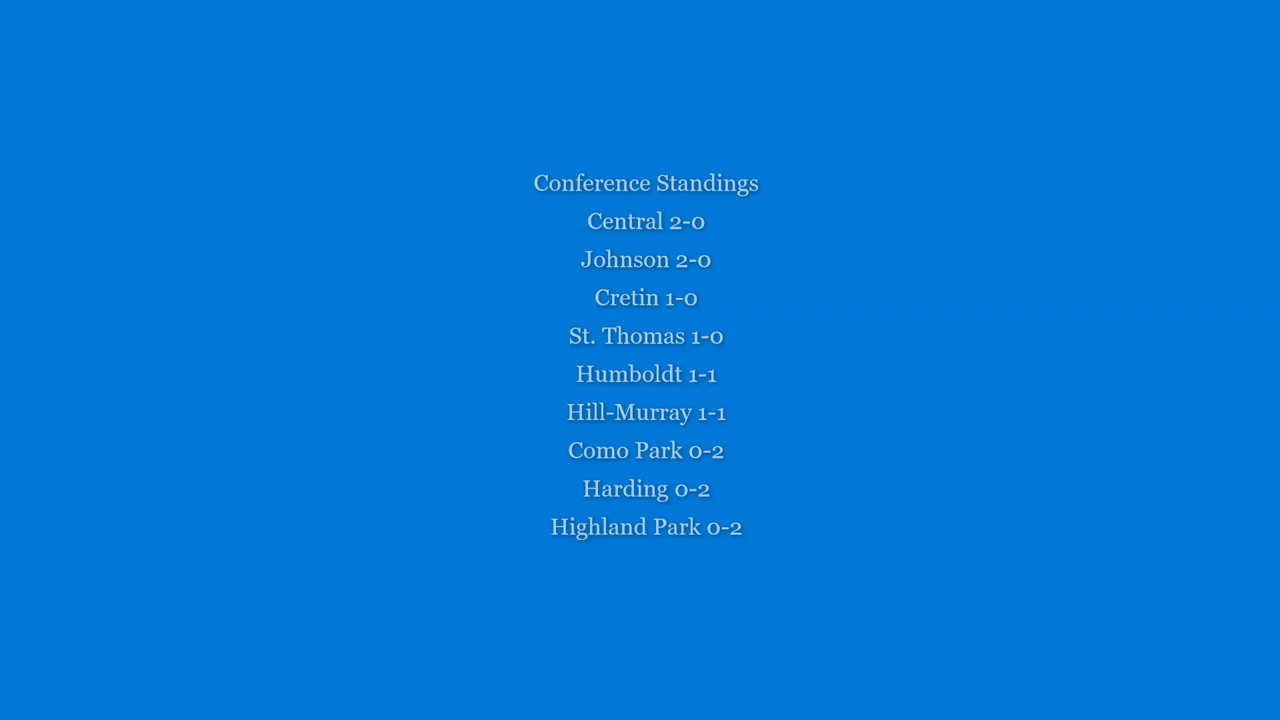 Conference Standings
Central 2-0
Johnson 2-0
Cretin 1-0
St. Thomas 1-0
Humboldt 1-1
Hill-Murray 1-1
Como Park 0-2
Harding 0-2
Highland Park 0-2